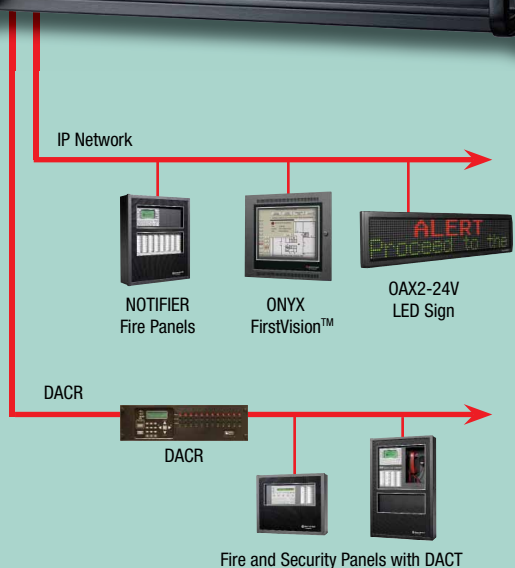 IP Network
ALERT
Proceed to the
NOTIFIER
Fire Panels
ONYX
FirstVision™
OAX2-24V
LED Sign
DACR
DACR
Fire and Security Panels with DACT